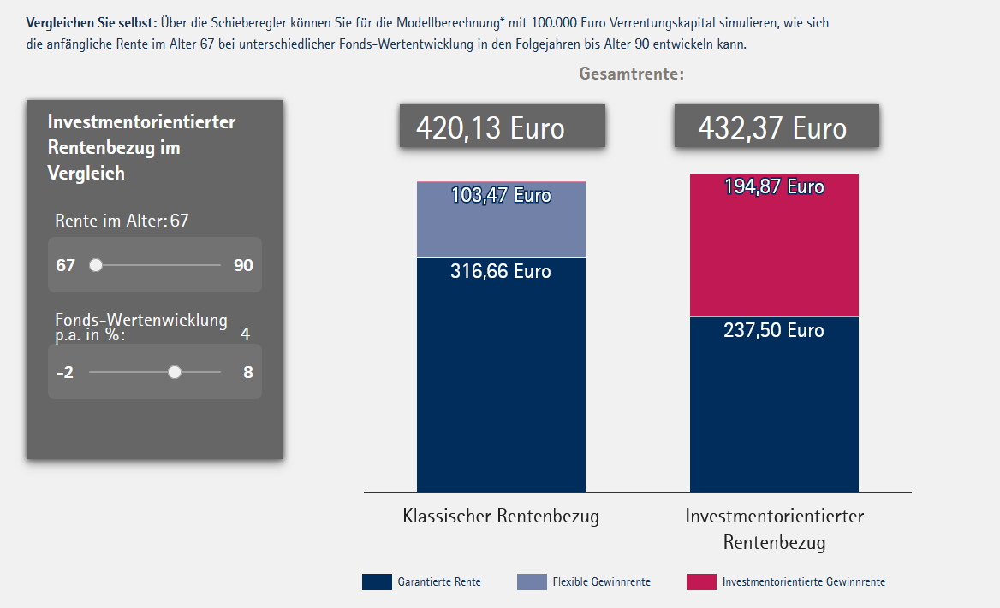 Vergleichen Sie selbst: Über die Schieberegler können Sie für die Modellberechnung* mit 100.000 Euro Verrentungskapital simulieren, wie sich
die anfängliche Rente im Alter 67 bei unterschiedlicher Fonds-Wertentwicklung in den Folgejahren bis Alter 90 entwickeln kann.
Gesamtrente:
Investmentorientierter
Rentenbezug im
Vergleich
Rente im Alter: 67
67 90
Fonds-Wertenwicklung
p.a. in %: 4
-2 8
420,13 Euro 432,37 Euro
103,47 Euro 194,87 Euro
316,66 Euro 237,50 Euro
Klassischer Rentenbezug
Investmentorientierter
Rentenbezug
Garantierte Rente Flexible Gewinnrente Investmentorientierte Gewinnrente